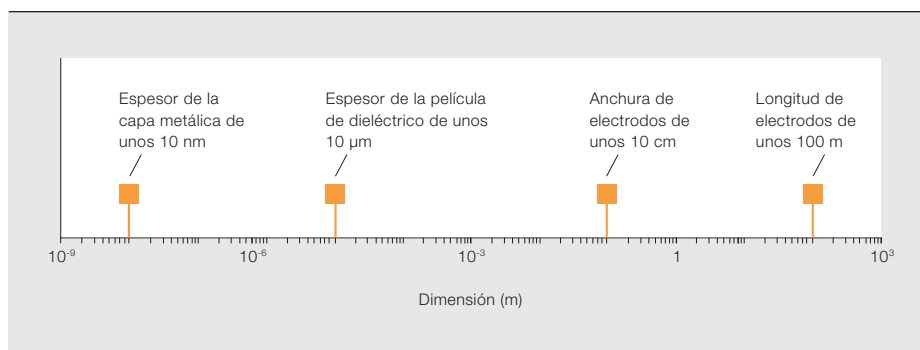 Espesor de la
capa metálica de
unos 10 nm
Espesor de la película
de dieléctrico de unos
10 µm
Anchura de
electrodos de
unos 10 cm
Longitud de
electrodos de
unos 100 m
10⁻⁹
10⁻⁶
10⁻³
1
10³
Dimensión (m)